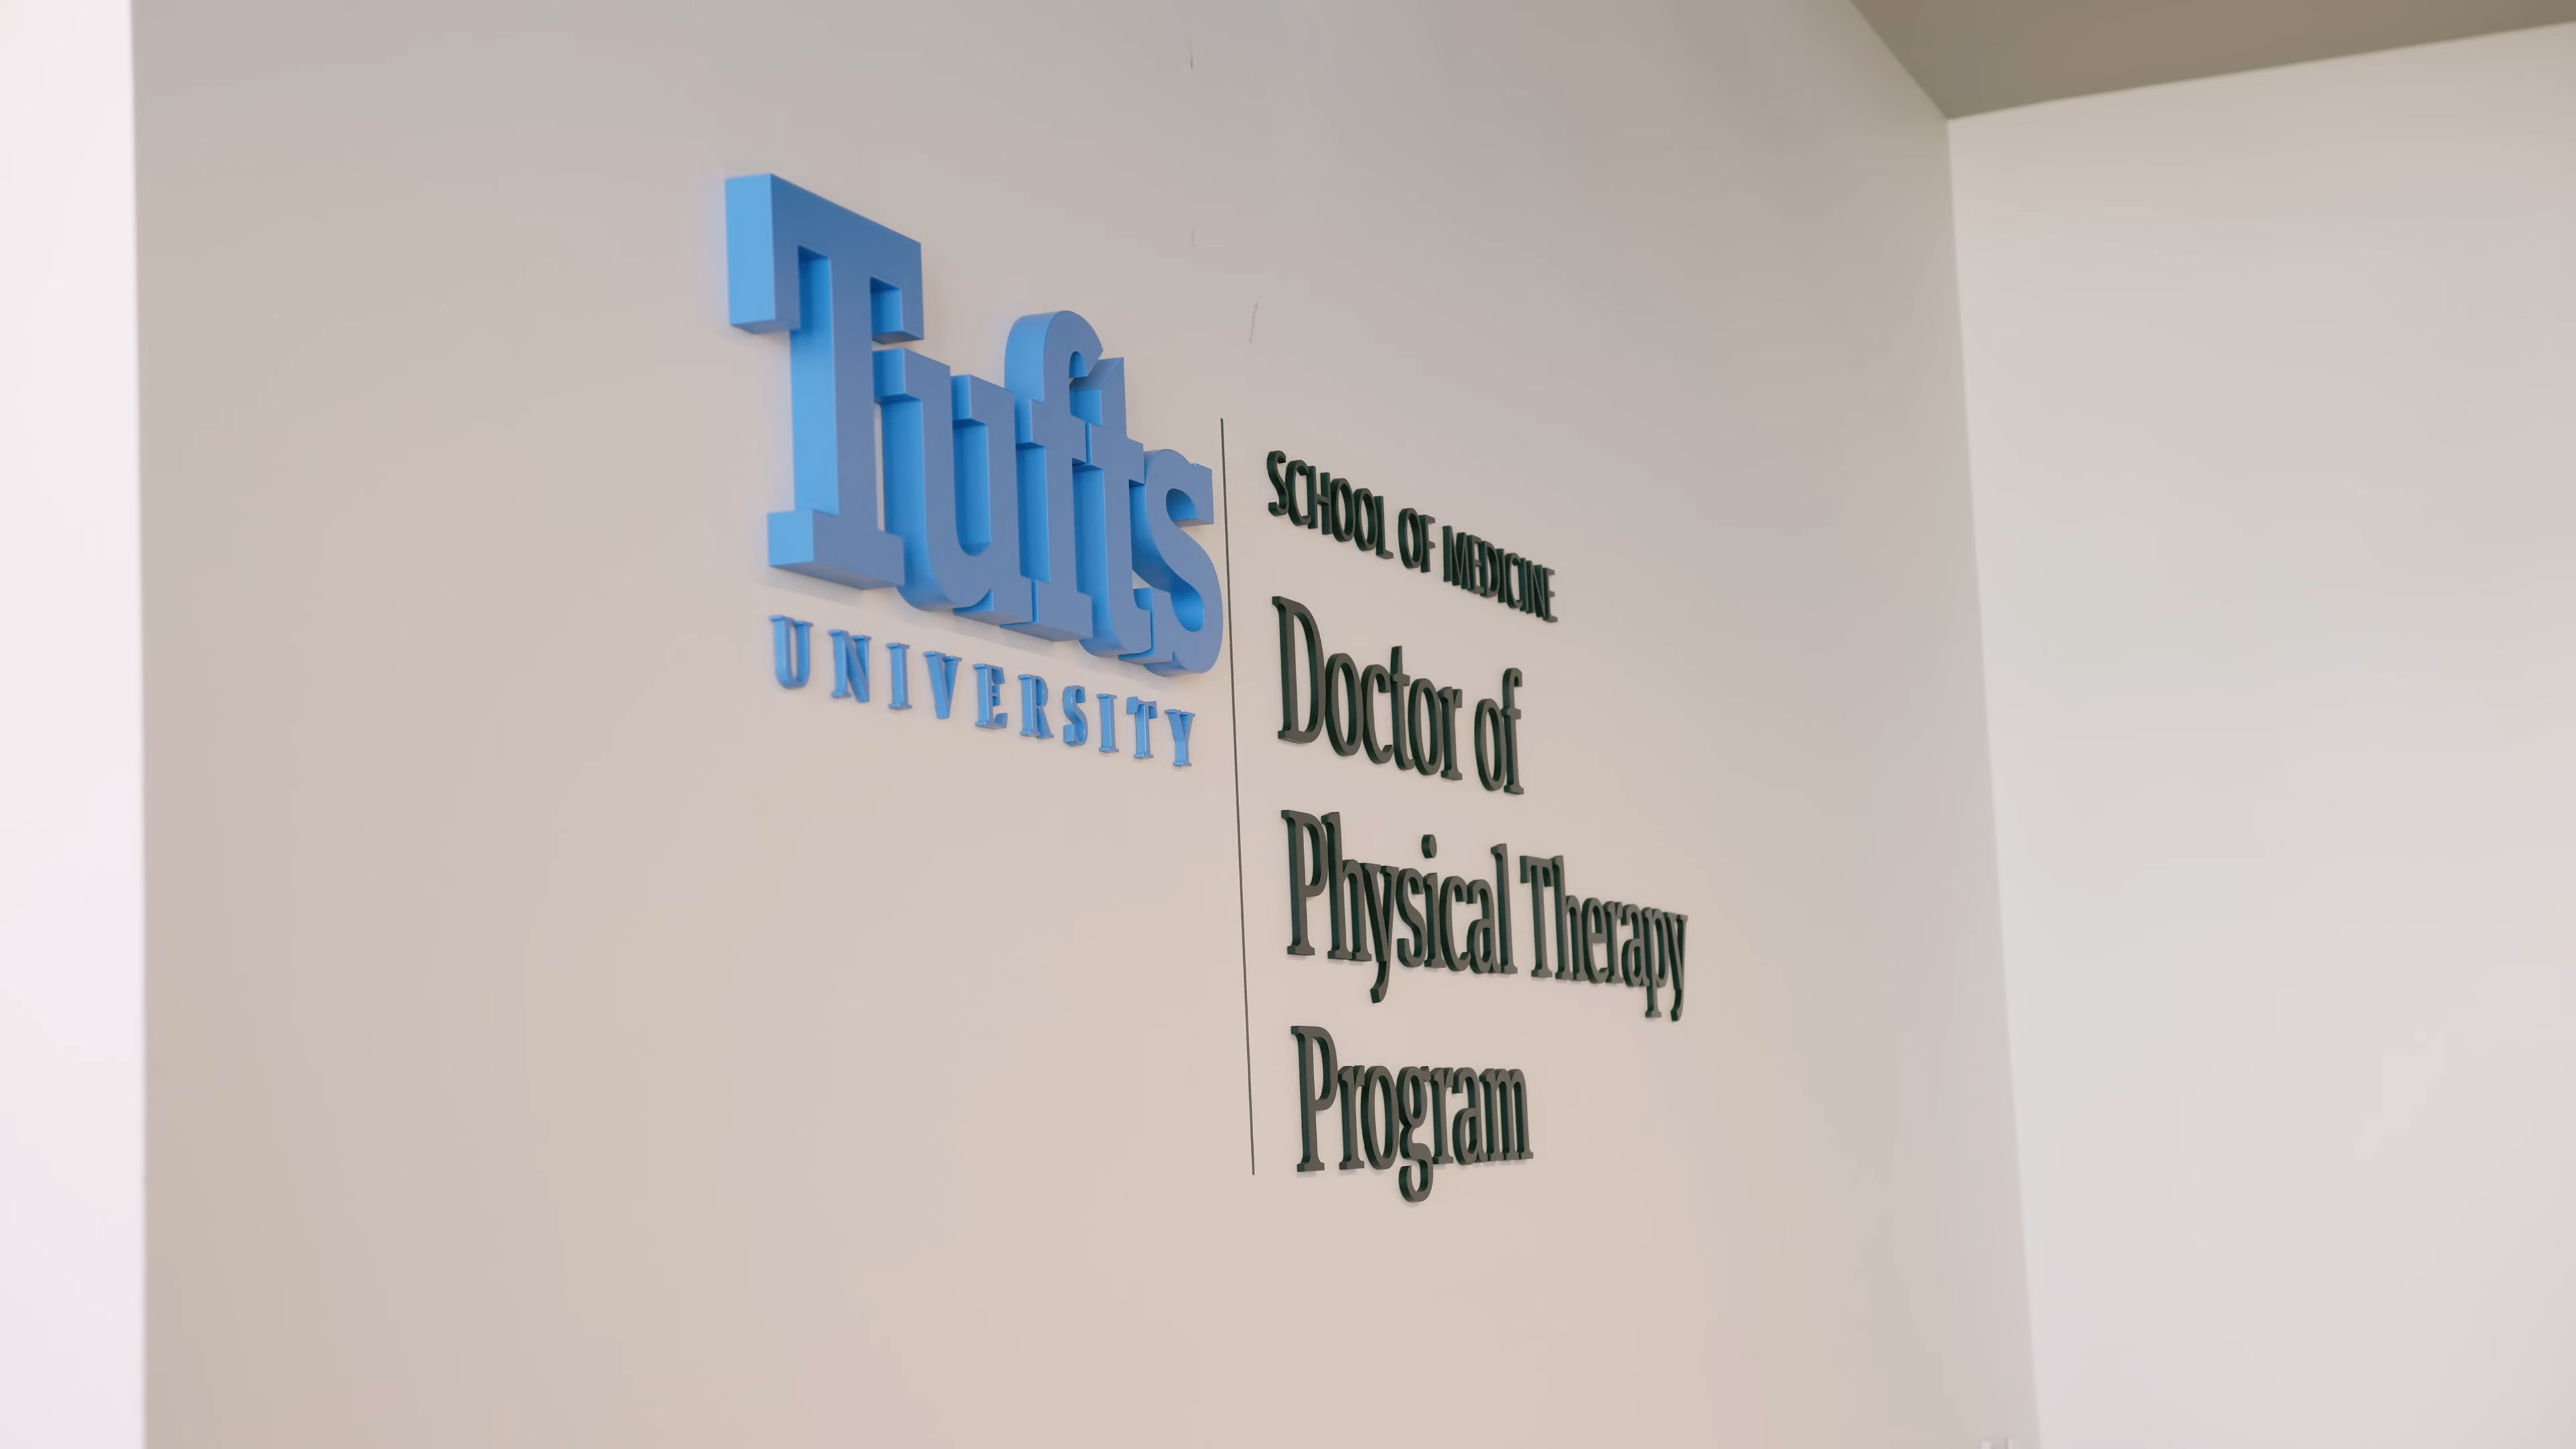 Tufts
UNIVERSITY
SCHOOL OF MEDICINE
Doctor of
Physical Therapy
Program